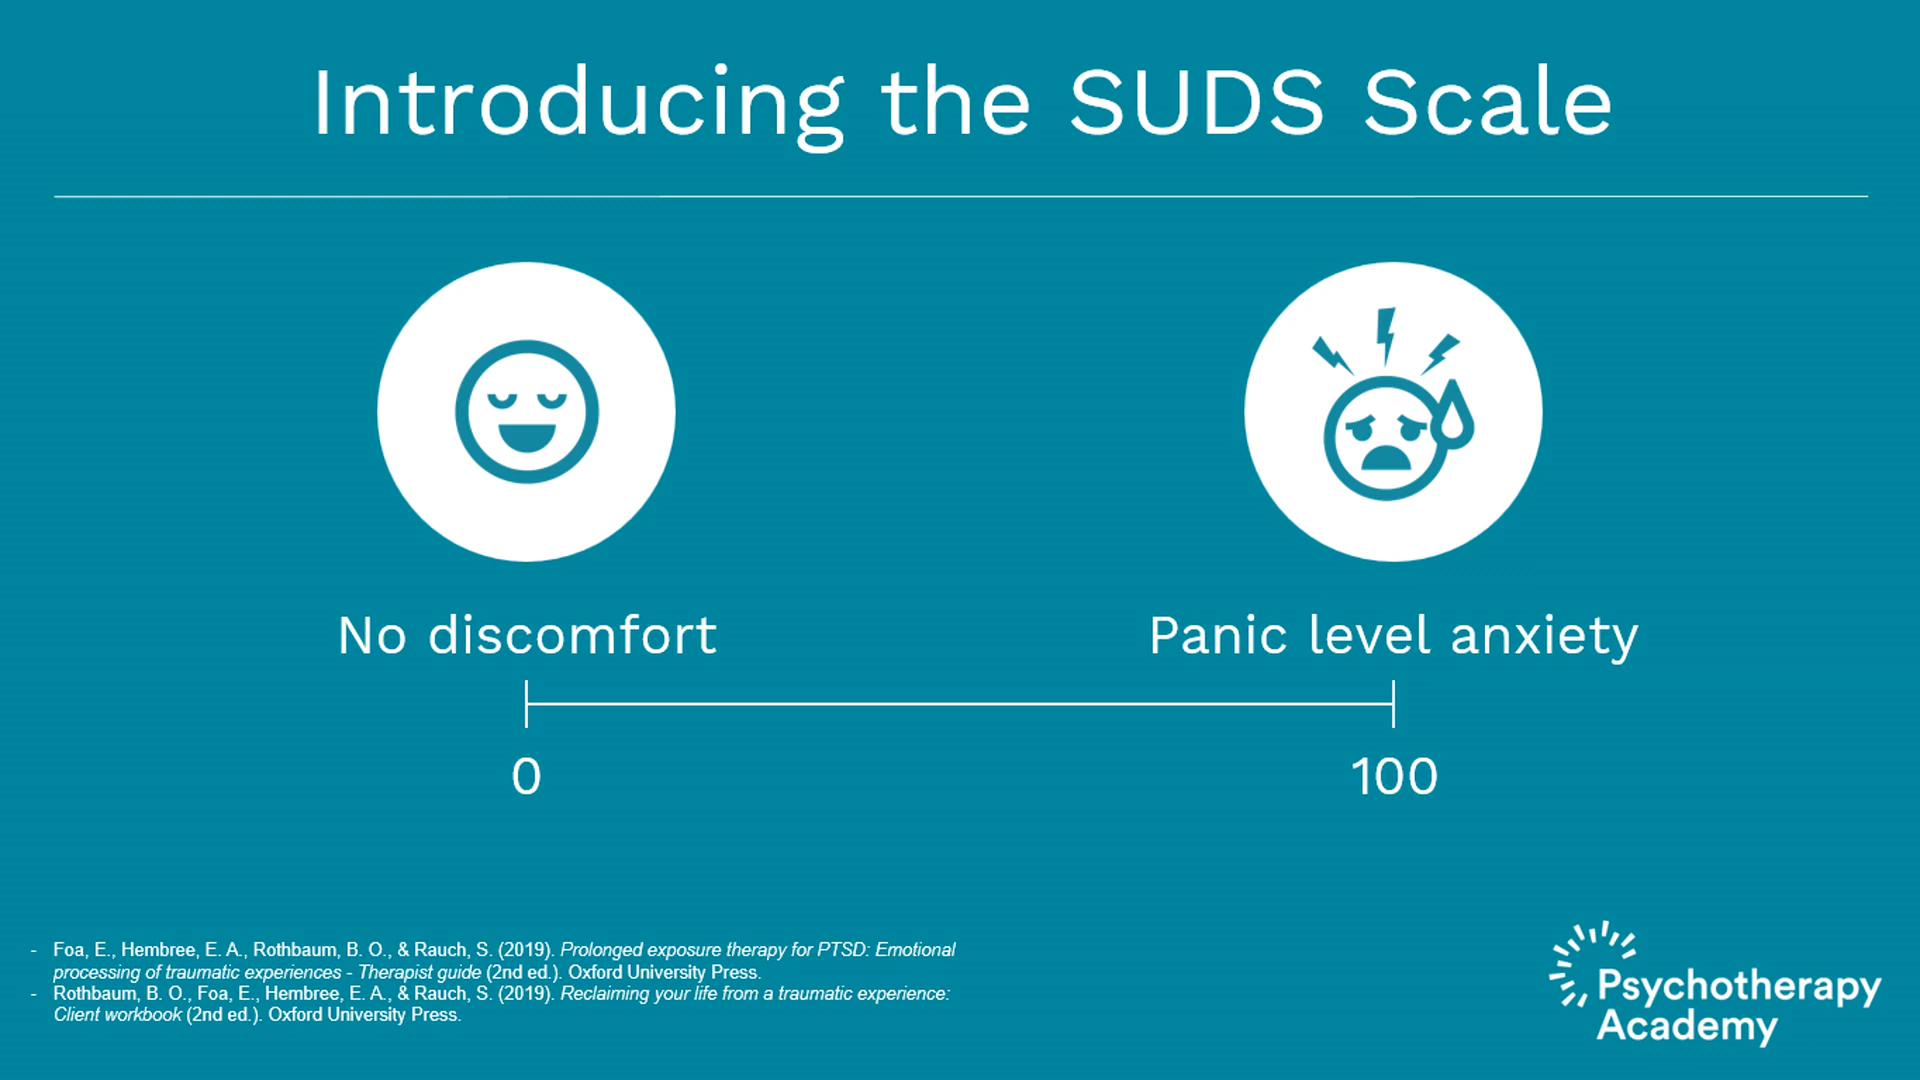 Introducing the SUDS Scale
No discomfort
Panic level anxiety
0
100
- Foa, E., Hembree, E. A., Rothbaum, B. O., & Rauch, S. (2019). Prolonged exposure therapy for PTSD: Emotional
processing of traumatic experiences - Therapist guide (2nd ed.). Oxford University Press.
- Rothbaum, B. O., Foa, E., Hembree, E. A., & Rauch, S. (2019). Reclaiming your life from a traumatic experience:
Client workbook (2nd ed.). Oxford University Press.
Psychotherapy
Academy